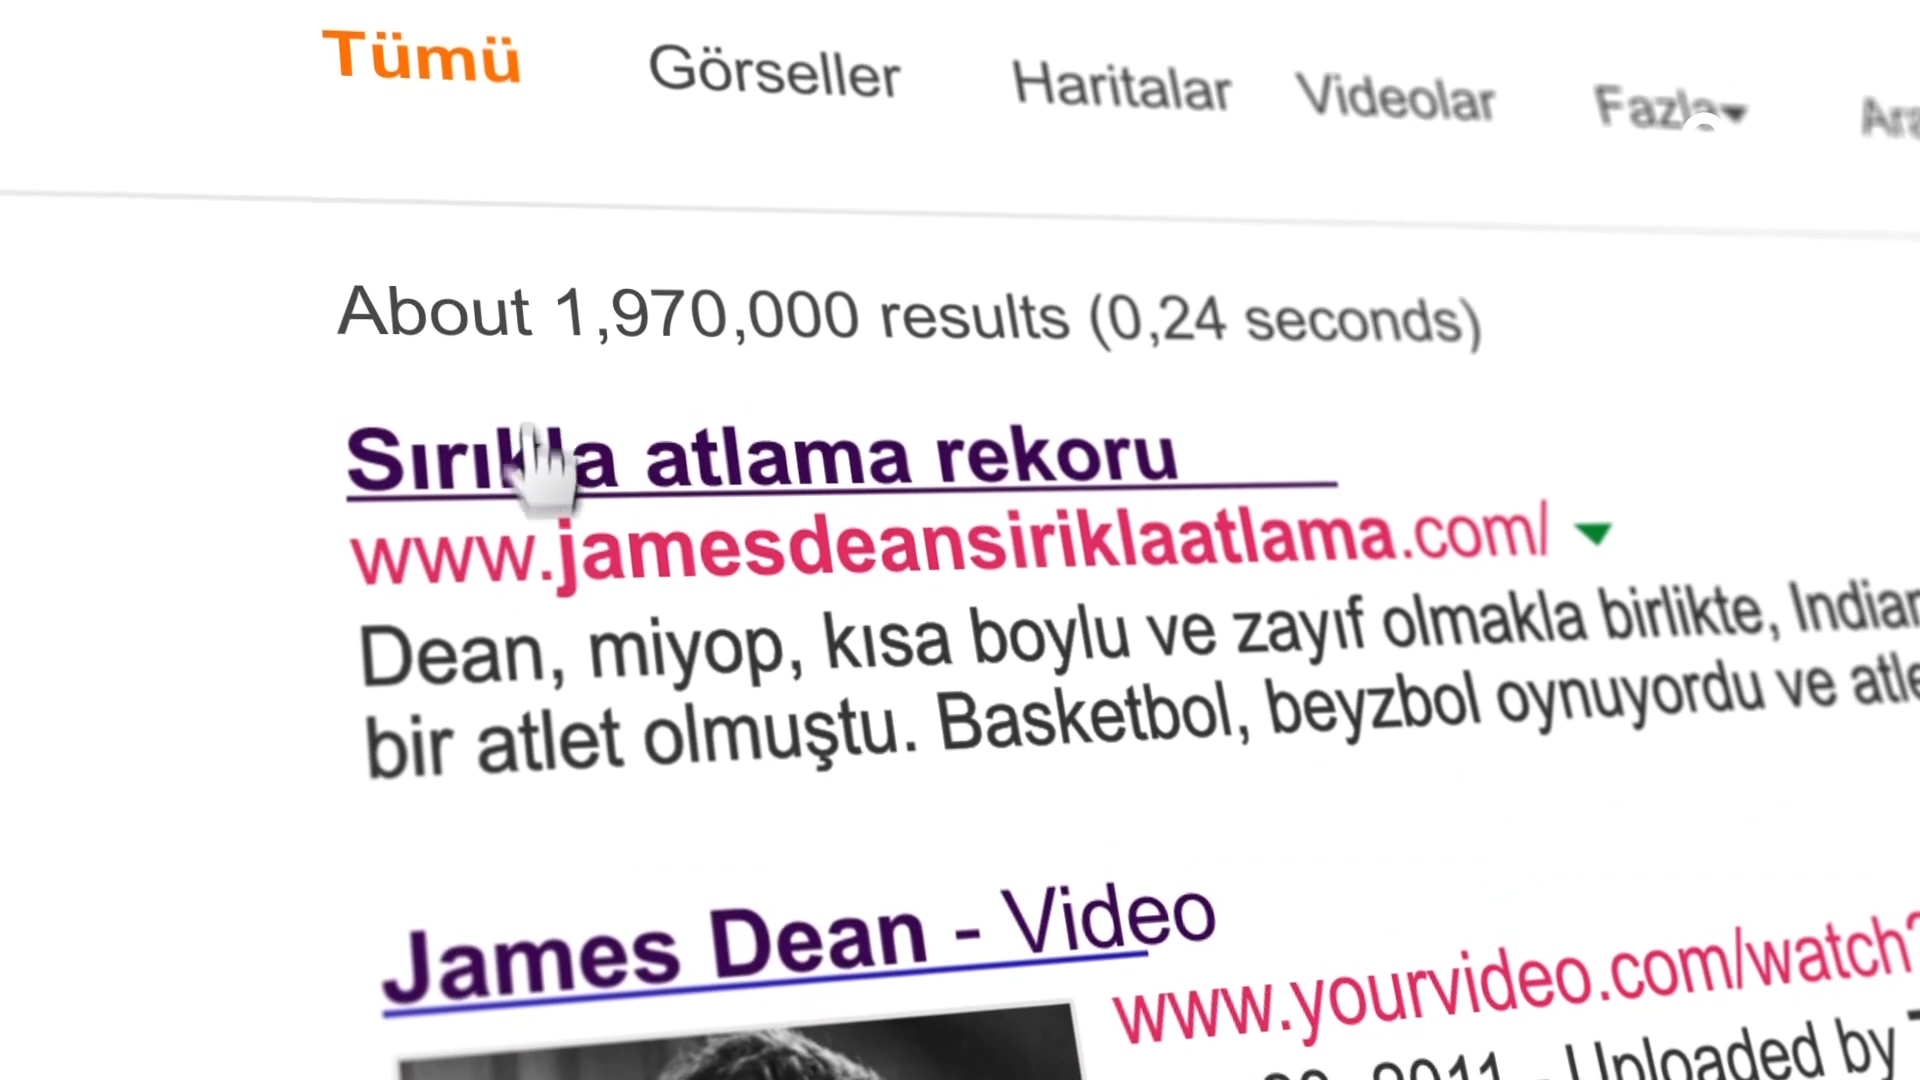 Tümü Görseller Haritalar Videolar Fazla
About 1,970,000 results (0,24 seconds)
Sırıkla atlama rekoru
www.jamesdeansiriklaatlama.com/
Dean, miyop, kısa boylu ve zayıf olmakla birlikte,
bir atlet olmuştu. Basketbol, beyzbol oynuyordu ve
James Dean - Video
www.yourvideo.com/watch?
2011 - Uploaded by